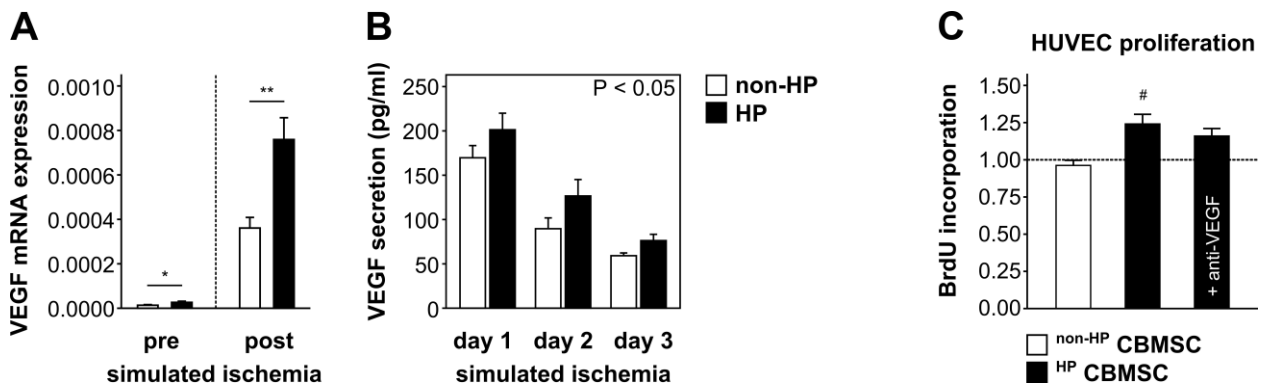 A
VEGF mRNA expression
0.0010
0.0008
0.0006
0.0004
0.0002
0.0000
*
**
pre post
simulated ischemia
B
VEGF secretion (pg/ml)
250
200
150
100
50
0
P < 0.05
non-HP
HP
day 1 day 2 day 3
simulated ischemia
C
HUVEC proliferation
BrdU incorporation
1.50
1.25
1.00
0.75
0.50
0.25
0.00
#
+ anti-VEGF
non-HP CBMSC
HP CBMSC